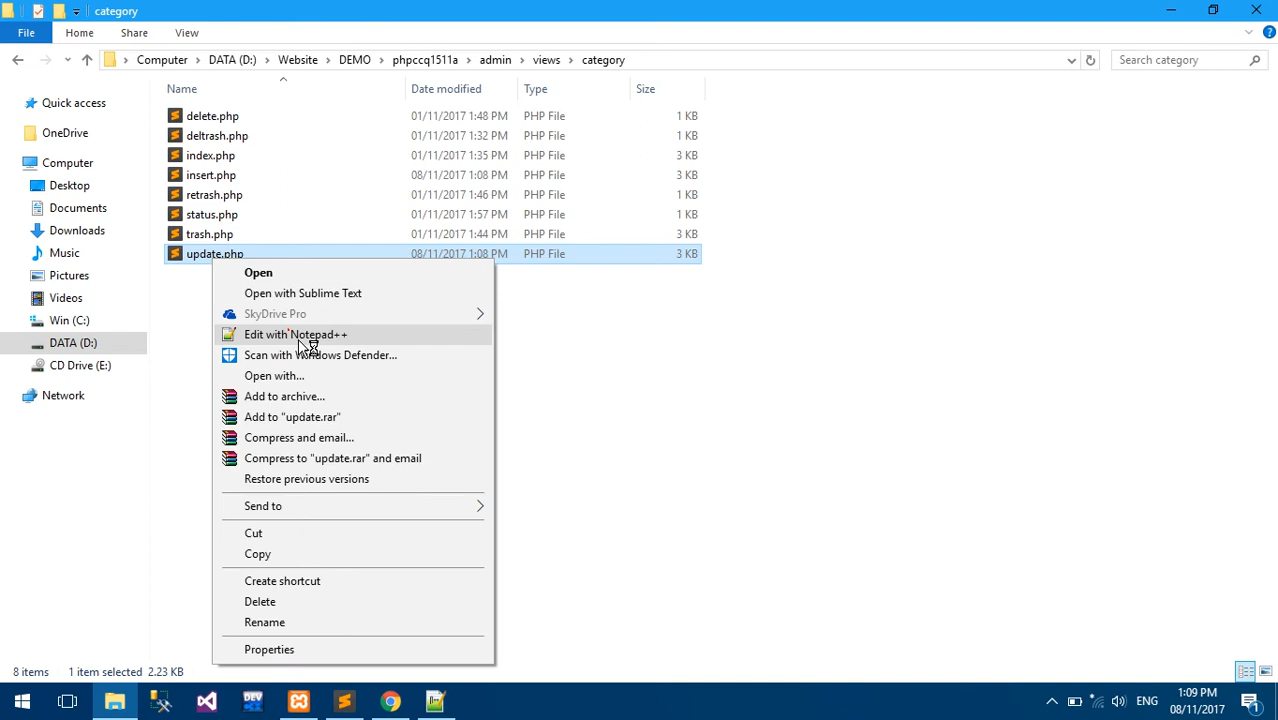 category
File Home Share View
Computer DATA (D:) Website DEMO phpccq1511a admin views category Search category
Name Date modified Type Size
Quick access
OneDrive
Computer
Desktop
Documents
Downloads
Music
Pictures
Videos
Win (C:)
DATA (D:)
CD Drive (E:)
Network
delete.php 01/11/2017 1:48 PM PHP File 1 KB
deltrash.php 01/11/2017 1:32 PM PHP File 1 KB
index.php 01/11/2017 1:35 PM PHP File 3 KB
insert.php 08/11/2017 1:08 PM PHP File 3 KB
retrash.php 01/11/2017 1:46 PM PHP File 1 KB
status.php 01/11/2017 1:57 PM PHP File 1 KB
trash.php 01/11/2017 1:44 PM PHP File 3 KB
update.php 08/11/2017 1:08 PM PHP File 3 KB
Open
Open with Sublime Text
SkyDrive Pro
Edit with Notepad++
Scan with Windows Defender...
Open with...
Add to archive...
Add to "update.rar"
Compress and email...
Compress to "update.rar" and email
Restore previous versions
Send to
Cut
Copy
Create shortcut
Delete
Rename
Properties
8 items 1 item selected 2.23 KB
DEV
ENG
1:09 PM
08/11/2017
1